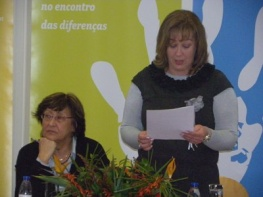 no encontro
das diferenças